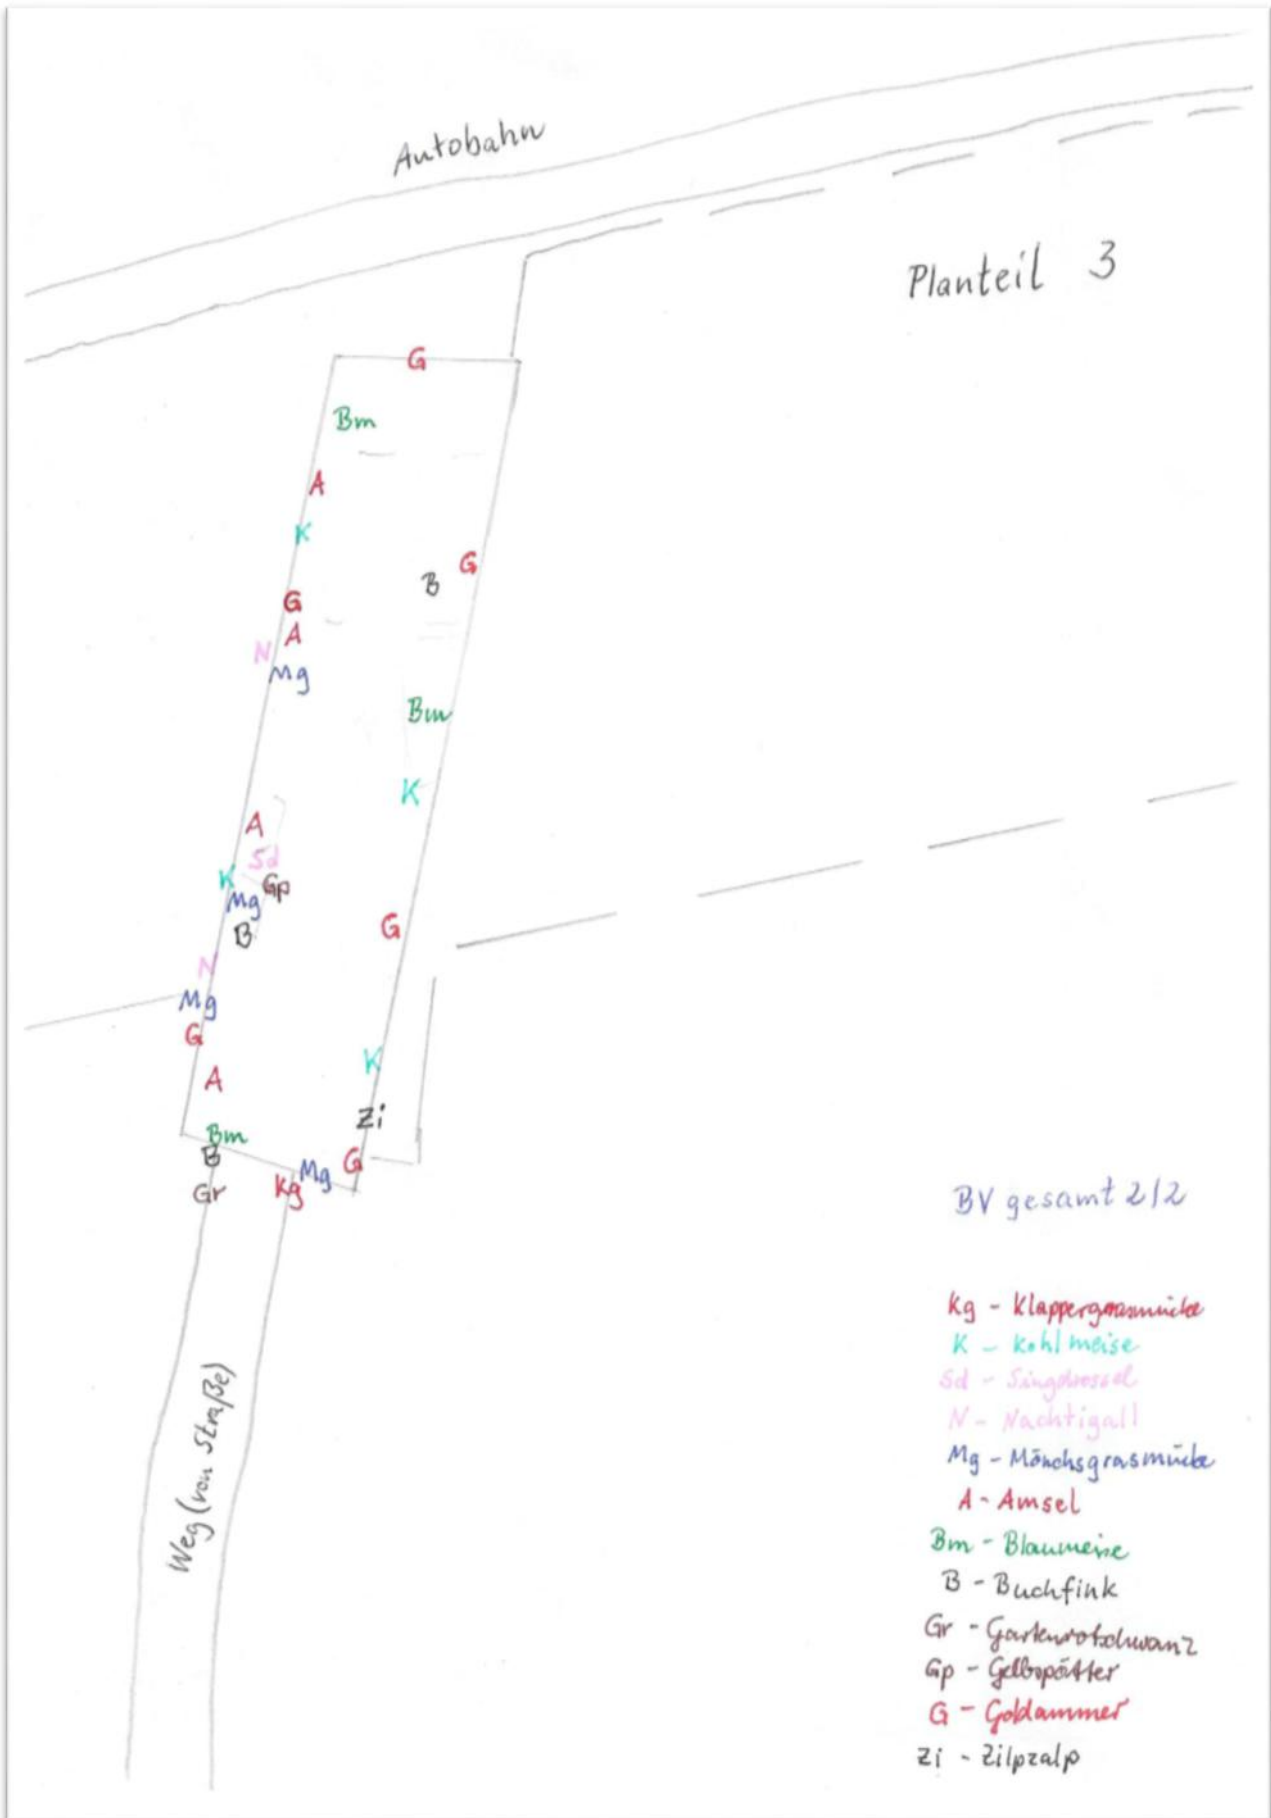 Autobahn
Planteil 3
G
Bm
A
K
G
B
G
A
N
Mg
Bm
K
A
Sd
K
Gp
Mg
B
G
N
Mg
G
K
A
Zi
Bm
B
G
Mg
Gr
Kg
BV gesamt 2/2
Kg - Klappergrasmücke
K - Kohlmeise
Sd - Singdrossel
N - Nachtigall
Mg - Mönchsgrasmücke
A - Amsel
Bm - Blaumeise
B - Buchfink
Gr - Gartenrotschwanz
Gp - Gelbspötter
G - Goldammer
Zi - Zilpzalp
Weg (von Straße)